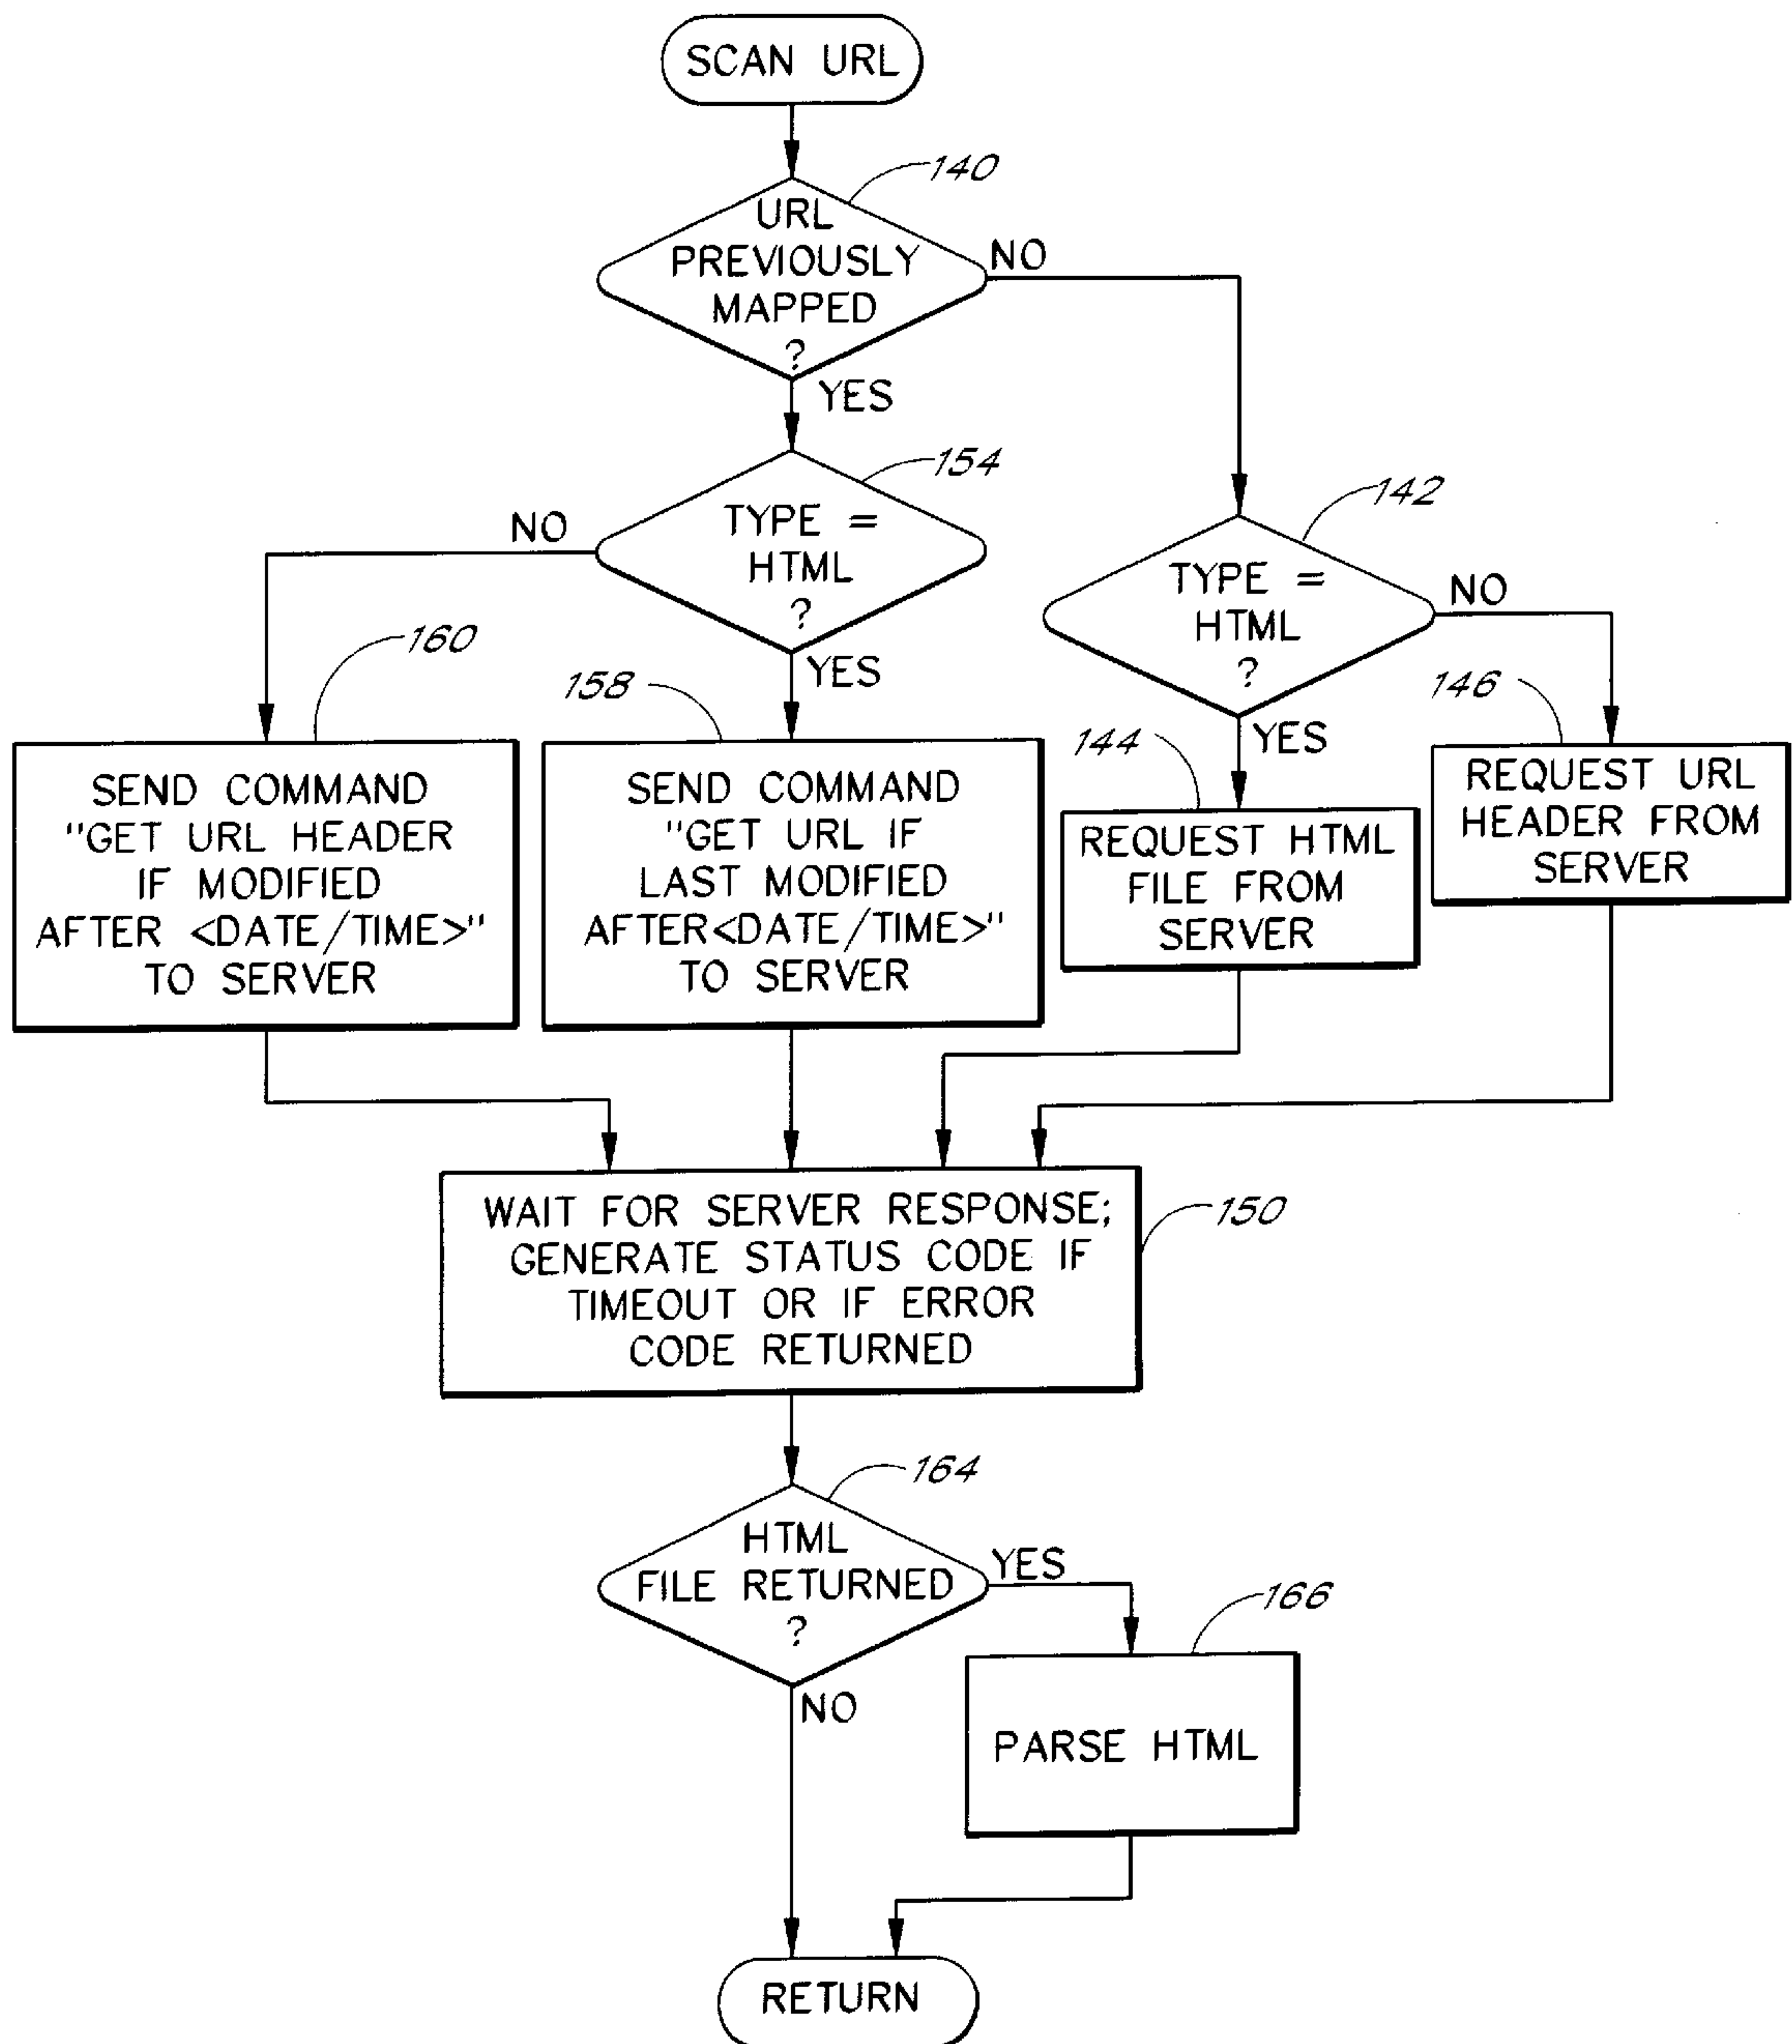 SCAN URL
140
URL
PREVIOUSLY
MAPPED
?
NO
YES
154
TYPE =
HTML
?
NO
YES
142
TYPE =
HTML
?
NO
YES
160
SEND COMMAND
"GET URL HEADER
IF MODIFIED
AFTER <DATE/TIME>"
TO SERVER
158
SEND COMMAND
"GET URL IF
LAST MODIFIED
AFTER<DATE/TIME>"
TO SERVER
144
REQUEST HTML
FILE FROM
SERVER
146
REQUEST URL
HEADER FROM
SERVER
WAIT FOR SERVER RESPONSE;
GENERATE STATUS CODE IF
TIMEOUT OR IF ERROR
CODE RETURNED
150
164
HTML
FILE RETURNED
?
YES
NO
166
PARSE HTML
RETURN